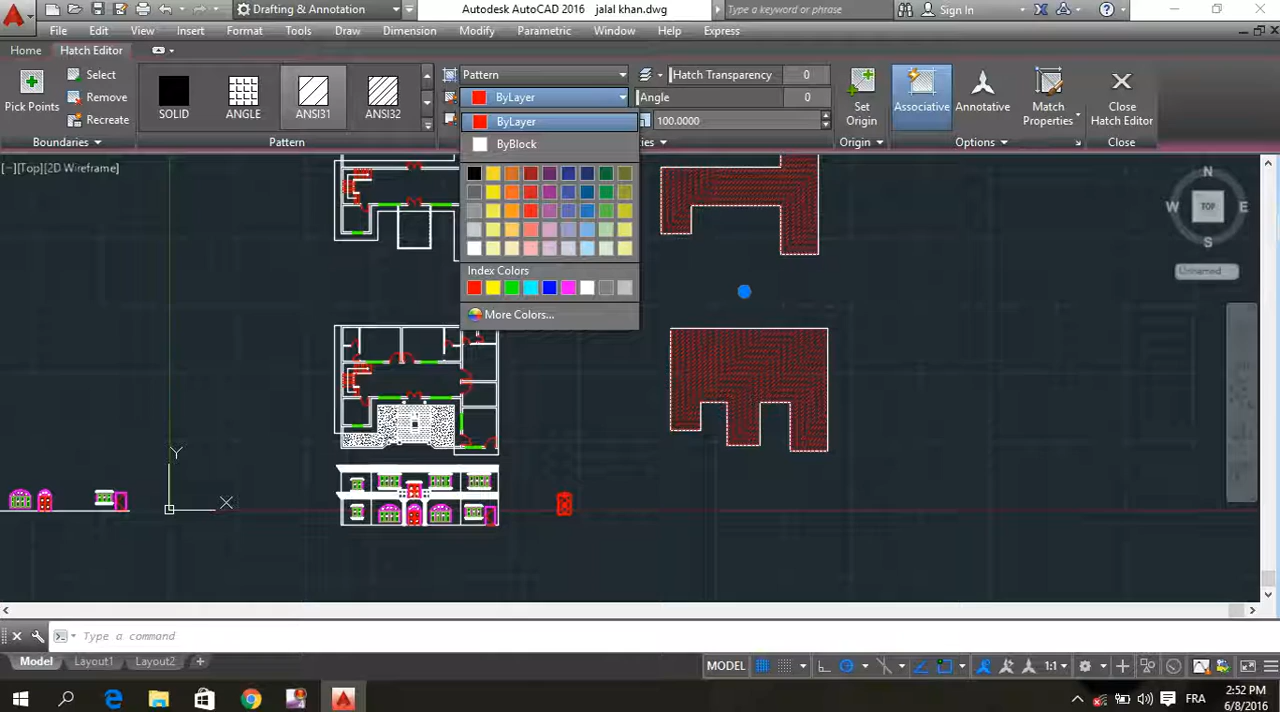 Drafting & Annotation
Autodesk AutoCAD 2016 jalal khan.dwg
Type a keyword or phrase
Sign In
File Edit View Insert Format Tools Draw Dimension Modify Parametric Window Help Express
Home Hatch Editor
Pick Points
Select
Remove
Recreate
SOLID
ANGLE
ANSI31
ANSI32
Pattern
ByLayer
Hatch Transparency 0
Angle 0
100.0000
Set
Origin
Associative
Annotative
Match
Properties
Close
Hatch Editor
Boundaries
Pattern
ies
Origin
Options
Close
ByLayer
ByBlock
Index Colors
More Colors...
[−][Top][2D Wireframe]
N
W
TOP
E
S
Unnamed
Y
X
Type a command
Model Layout1 Layout2 +
MODEL
1:1
FRA
2:52 PM
6/8/2016